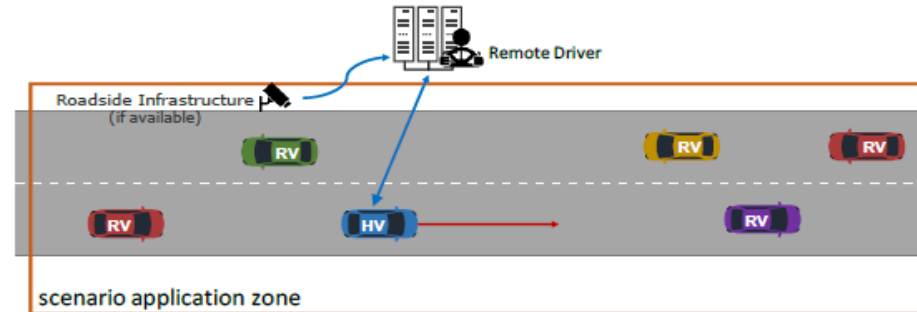 Remote Driver
Roadside Infrastructure
(if available)
RV
RV
RV
RV
HV
RV
scenario application zone